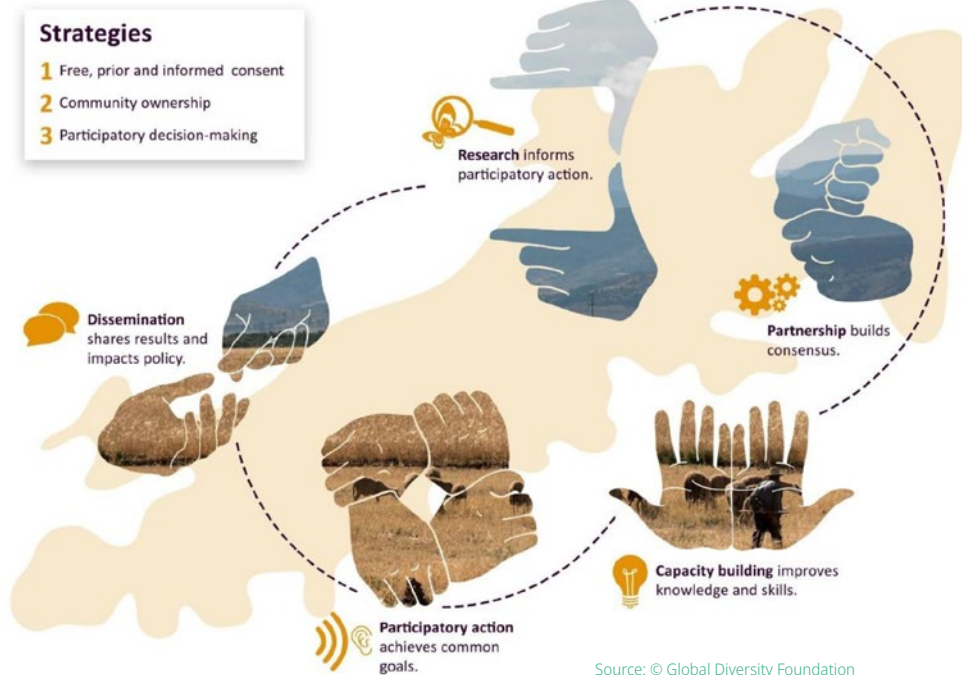 Strategies
1 Free, prior and informed consent
2 Community ownership
3 Participatory decision-making
Research informs
participatory action.
Partnership builds
consensus.
Capacity building improves
knowledge and skills.
Participatory action
achieves common
goals.
Dissemination
shares results and
impacts policy.
Source: © Global Diversity Foundation